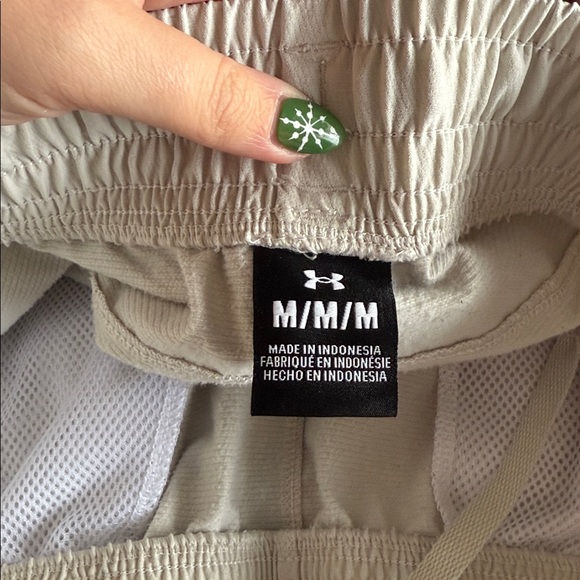 M/M/M
MADE IN INDONESIA
FABRIQUÉ EN INDONÉSIE
HECHO EN INDONESIA